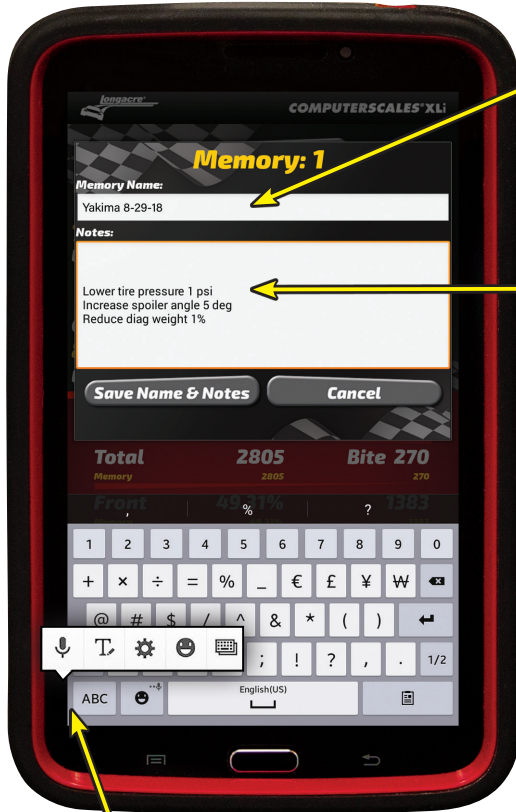 longacre®
COMPUTERSCALES®XLi
Memory: 1
Memory Name:
Yakima 8-29-18
Notes:
Lower tire pressure 1 psi
Increase spoiler angle 5 deg
Reduce diag weight 1%
Save Name & Notes Cancel
Total 2805 Bite 270
Memory 2805 270
Front 49.31% 1383
, % ?
1 2 3 4 5 6 7 8 9 0
+ × ÷ = % _ € £ ¥ ₩
@ # $ / ^ & * ( )
; ! ? , . 1/2
English(US)
ABC